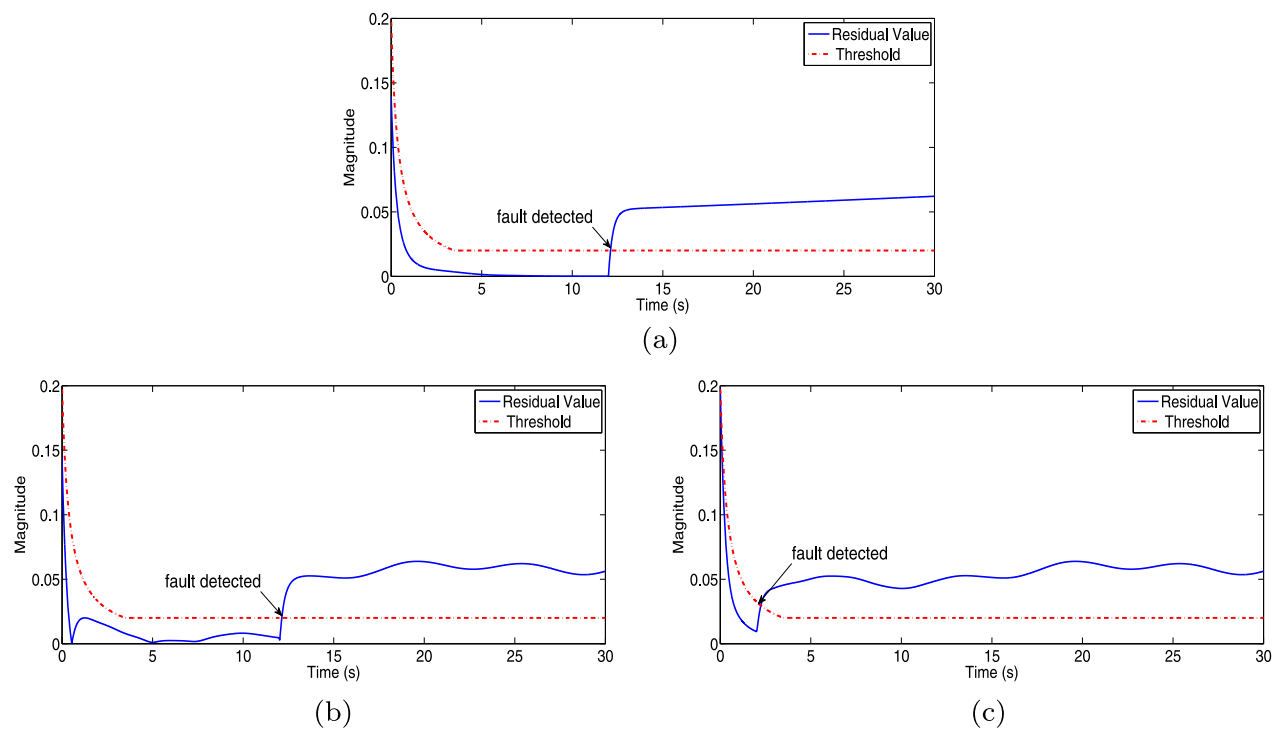 0.2
0.15
0.1
0.05
0
Magnitude
Residual Value
Threshold
fault detected
0 5 10 15 20 25 30
Time (s)
(a)
0.2
0.15
0.1
0.05
0
Magnitude
Residual Value
Threshold
fault detected
0 5 10 15 20 25 30
Time (s)
(b)
0.2
0.15
0.1
0.05
0
Magnitude
Residual Value
Threshold
fault detected
0 5 10 15 20 25 30
Time (s)
(c)